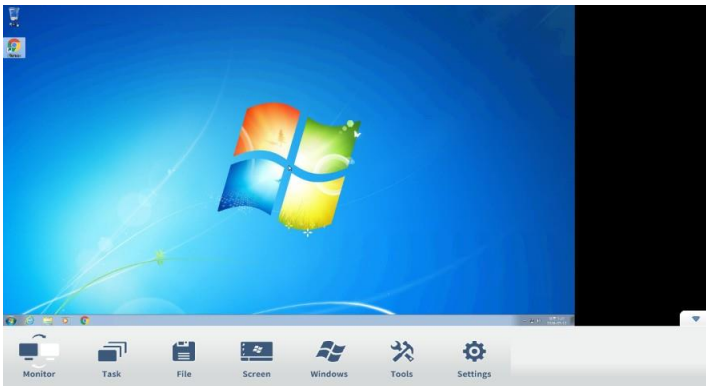 Monitor
Task
File
Screen
Windows
Tools
Settings